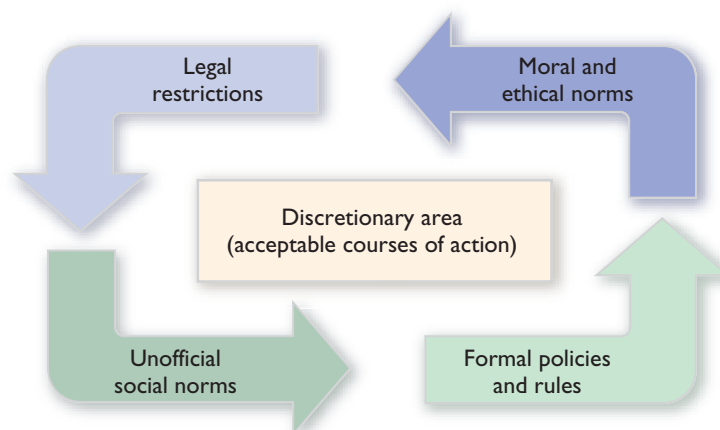 Legal
restrictions
Moral and
ethical norms
Discretionary area
(acceptable courses of action)
Unofficial
social norms
Formal policies
and rules